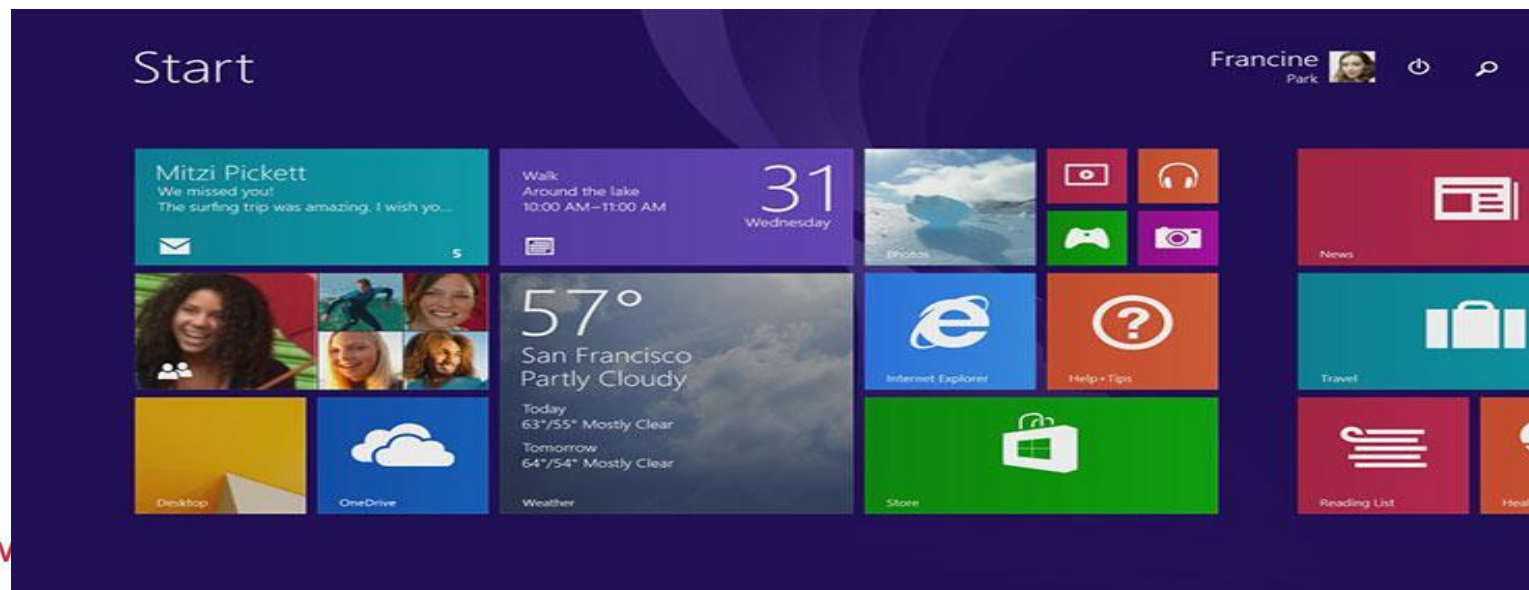 Start
Francine
Park
Mitzi Pickett
We missed you!
The surfing trip was amazing. I wish yo...
5
Walk
Around the lake
10:00 AM–11:00 AM
31
Wednesday
Photos
News
57°
San Francisco
Partly Cloudy
Today
63°/55° Mostly Clear
Tomorrow
64°/54° Mostly Clear
Weather
Internet Explorer
Help+Tips
Travel
Desktop
OneDrive
Store
Reading List